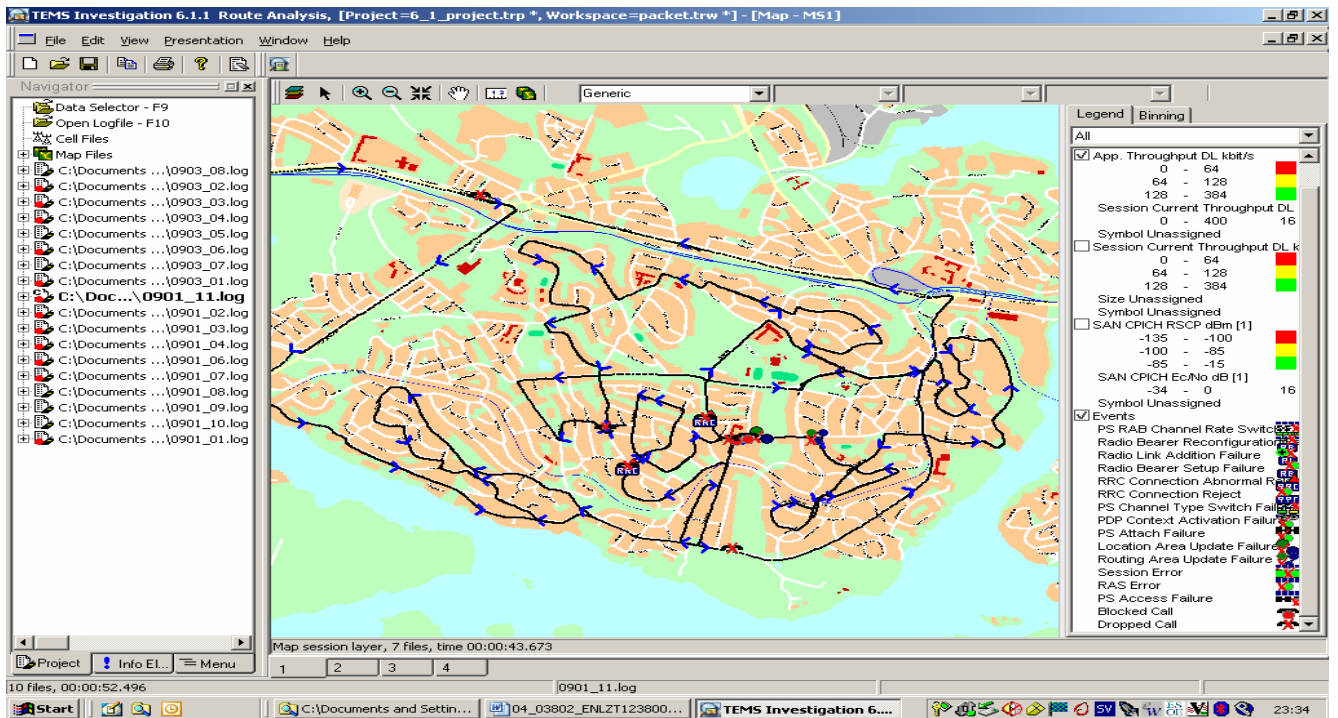 TEMS Investigation 6.1.1 Route Analysis, [Project=6_1_project.trp *, Workspace=packet.trw *] - [Map - MS1]
File Edit View Presentation Window Help
Navigator
Generic
Data Selector - F9
Open Logfile - F10
Cell Files
Map Files
C:\Documents ...\0903_08.log
C:\Documents ...\0903_02.log
C:\Documents ...\0903_03.log
C:\Documents ...\0903_04.log
C:\Documents ...\0903_05.log
C:\Documents ...\0903_06.log
C:\Documents ...\0903_07.log
C:\Documents ...\0903_01.log
C:\Doc...\0901_11.log
C:\Documents ...\0901_02.log
C:\Documents ...\0901_03.log
C:\Documents ...\0901_04.log
C:\Documents ...\0901_06.log
C:\Documents ...\0901_07.log
C:\Documents ...\0901_08.log
C:\Documents ...\0901_09.log
C:\Documents ...\0901_10.log
C:\Documents ...\0901_01.log
Project Info El... Menu
RRC
RRC
Legend Binning
All
App. Throughput DL kbit/s
0 - 64
64 - 128
128 - 384
Session Current Throughput DL
0 - 400 16
Symbol Unassigned
Session Current Throughput DL k
0 - 64
64 - 128
128 - 384
Size Unassigned
Symbol Unassigned
SAN CPICH RSCP dBm [1]
-135 - -100
-100 - -85
-85 - -15
SAN CPICH Ec/No dB [1]
-34 - 0 16
Symbol Unassigned
Events
PS RAB Channel Rate Switc
Radio Bearer Reconfiguration
Radio Link Addition Failure
Radio Bearer Setup Failure
RRC Connection Abnormal R
RRC Connection Reject
PS Channel Type Switch Fail
PDP Context Activation Failur
PS Attach Failure
Location Area Update Failure
Routing Area Update Failure
Session Error
RAS Error
PS Access Failure
Blocked Call
Dropped Call
Map session layer, 7 files, time 00:00:43.673
1 2 3 4
10 files, 00:00:52.496 0901_11.log
Start C:\Documents and Settin... 04_03802_ENLZT123800... TEMS Investigation 6.... SV 23:34